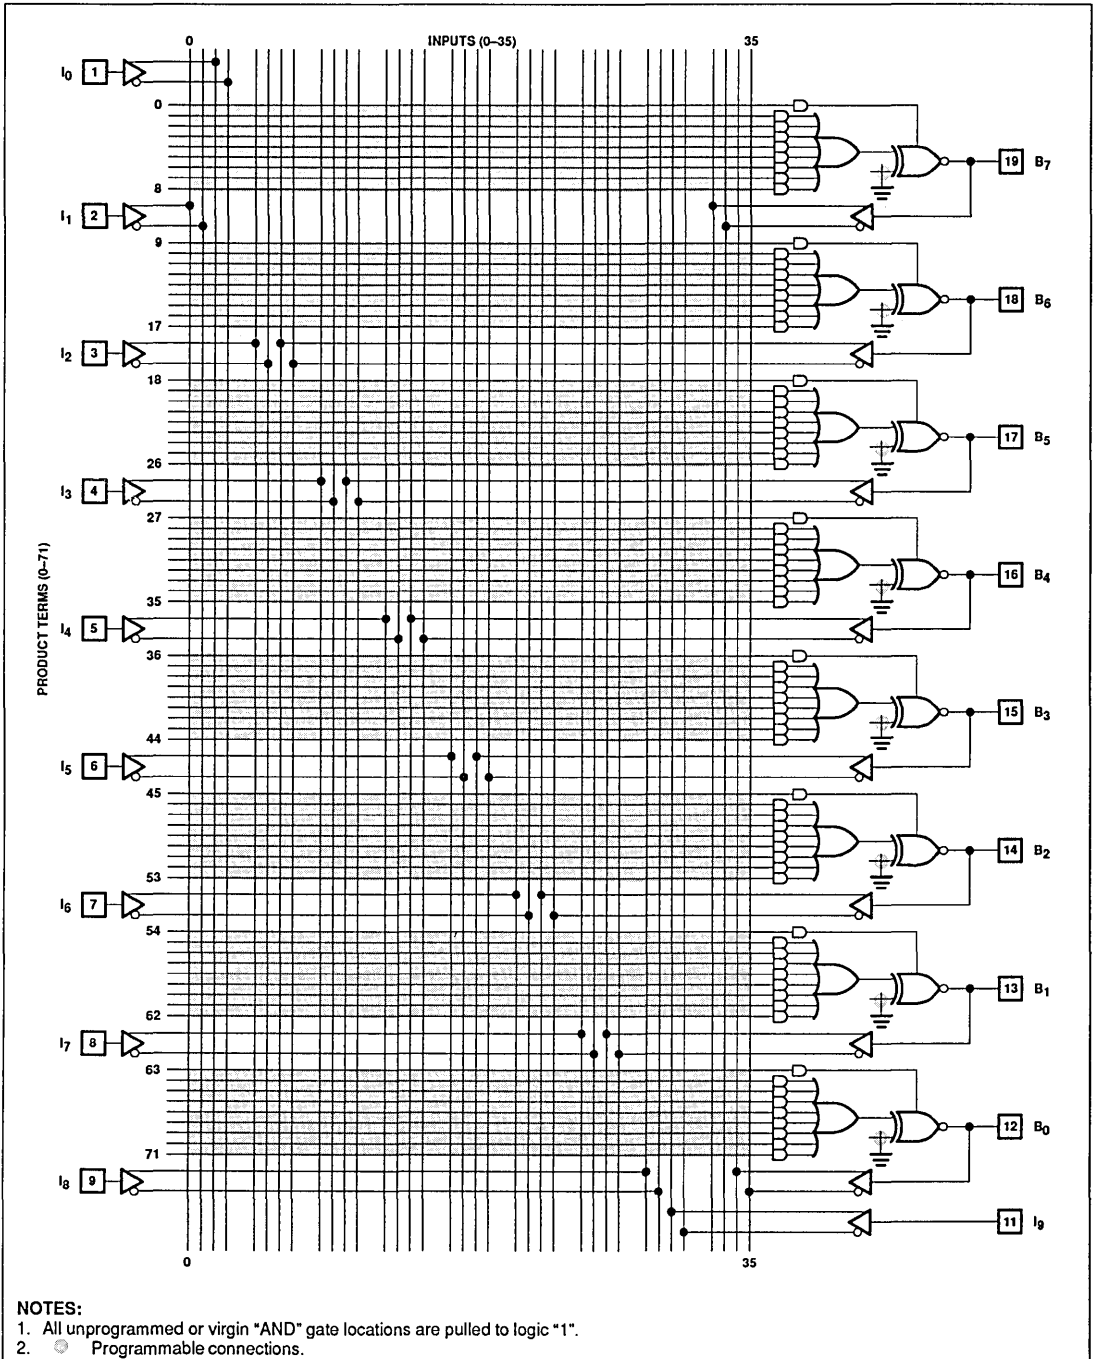 0 INPUTS (0–35) 35
I0 1
0
19 B7
8
I1 2
9
18 B6
17
I2 3
18
17 B5
26
I3 4
27
16 B4
35
I4 5
PRODUCT TERMS (0–71)
36
15 B3
44
I5 6
45
14 B2
53
I6 7
54
13 B1
62
I7 8
63
12 B0
71
I8 9
11 I9
0 35
NOTES:
1. All unprogrammed or virgin "AND" gate locations are pulled to logic "1".
2. Programmable connections.